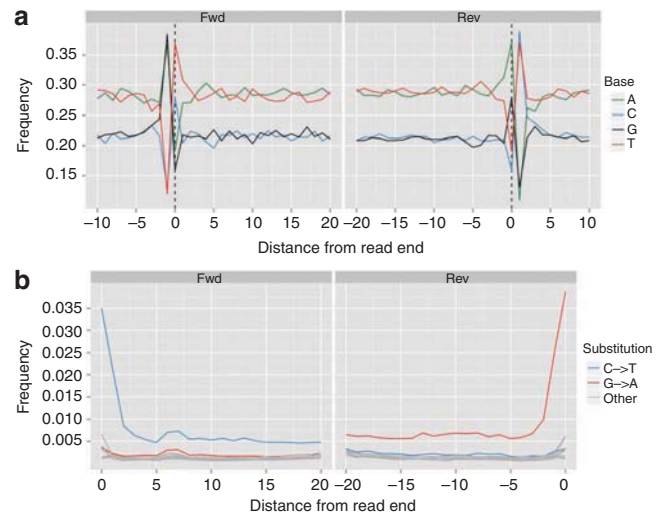 a
Fwd
Rev
0.35
0.30
0.25
0.20
0.15
Frequency
−10 −5 0 5 10 15 20 −20 −15 −10 −5 0 5 10
Distance from read end
Base
A
C
G
T
b
Fwd
Rev
0.035
0.030
0.025
0.020
0.015
0.010
0.005
Frequency
0 5 10 15 20 −20 −15 −10 −5 0
Distance from read end
Substitution
C−>T
G−>A
Other